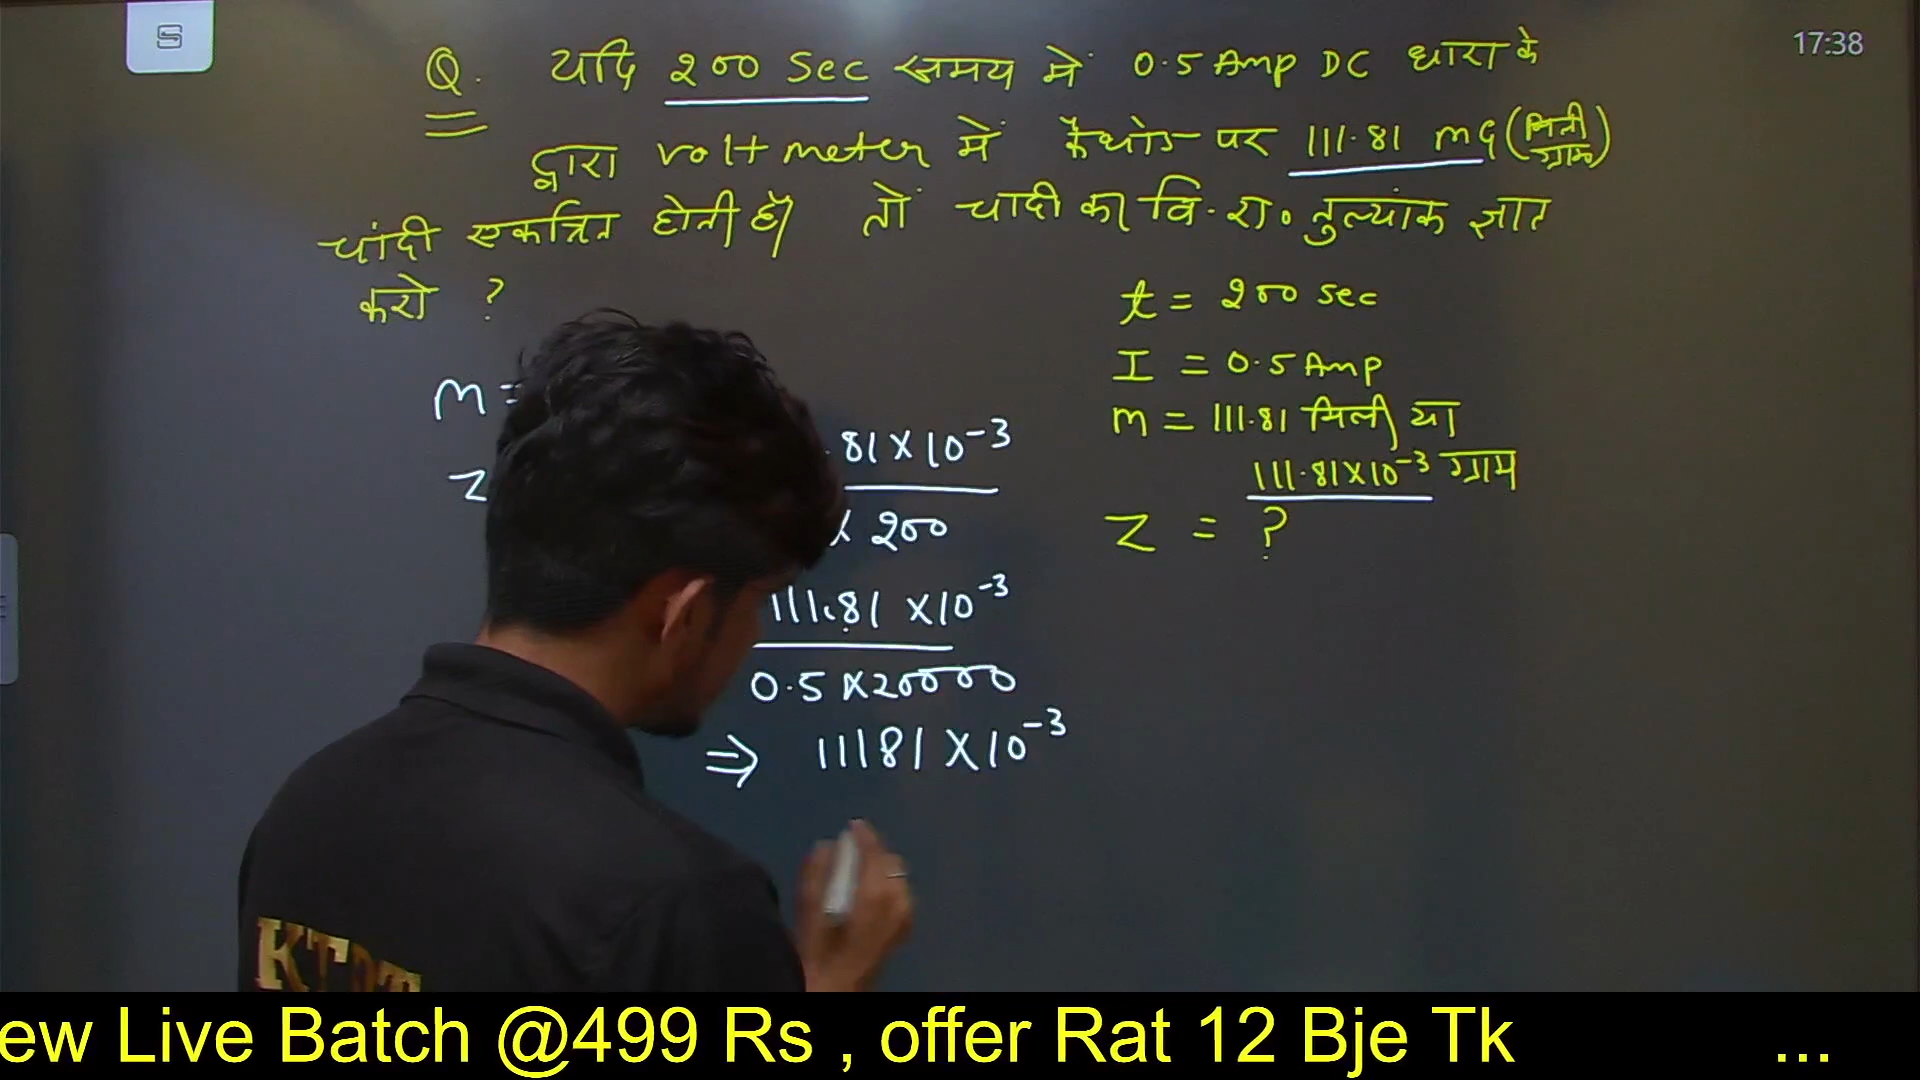 17:38
Q. यदि 200 Sec समय में 0.5 Amp DC धारा के
द्वारा voltmeter में कैथोड पर 111.81 mg (मिली
ग्राम)
चांदी एकत्रित होती है। तो चादी का वि. रा० तुल्यांक ज्ञात
करो ?
t = 200 sec
I = 0.5 Amp
m = 111.81 मिली या
111.81×10⁻³ ग्राम
Z = ?
m =
Z
.81×10⁻³
× 200
111.81 ×10⁻³
0.5 ×20000
⇒ 11181 ×10⁻³
ew Live Batch @499 Rs , offer Rat 12 Bje Tk ...